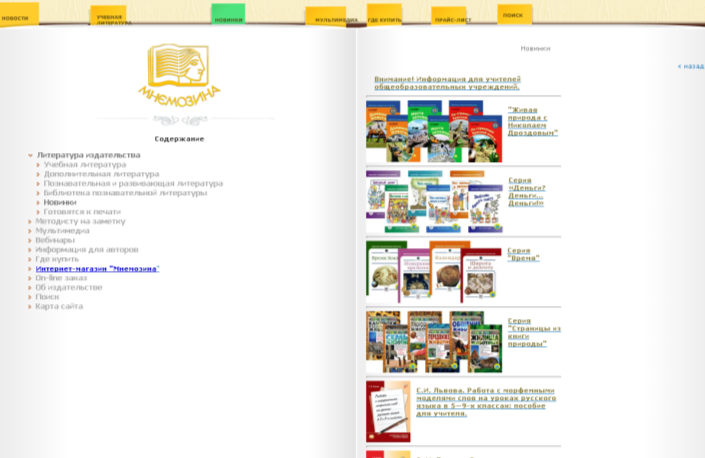 НОВОСТИ
УЧЕБНАЯ
ЛИТЕРАТУРА
НОВИНКИ
МУЛЬТИМЕДИА
ГДЕ КУПИТЬ
ПРАЙС-ЛИСТ
ПОИСК
МНЕМОЗИНА
Содержание
Литература издательства
Учебная литература
Дополнительная литература
Познавательная и развивающая литература
Библиотека познавательной литературы
Новинки
Готовятся к печати
Методисту на заметку
Мультимедиа
Вебинары
Информация для авторов
Где купить
Интернет-магазин "Мнемозина"
On-line заказ
Об издательстве
Поиск
Карта сайта
Новинки
< назад
Внимание! Информация для учителей
общеобразовательных учреждений.
"Живая
природа с
Николаем
Дроздовым"
Серия
"Деньги?
Деньги...
Деньги!"
Серия
"Время"
Серия
"Страницы из
книги
природы"
С.И. Львова. Работа с морфемными
моделями слов на уроках русского
языка в 5—9-х классах: пособие
для учителя.